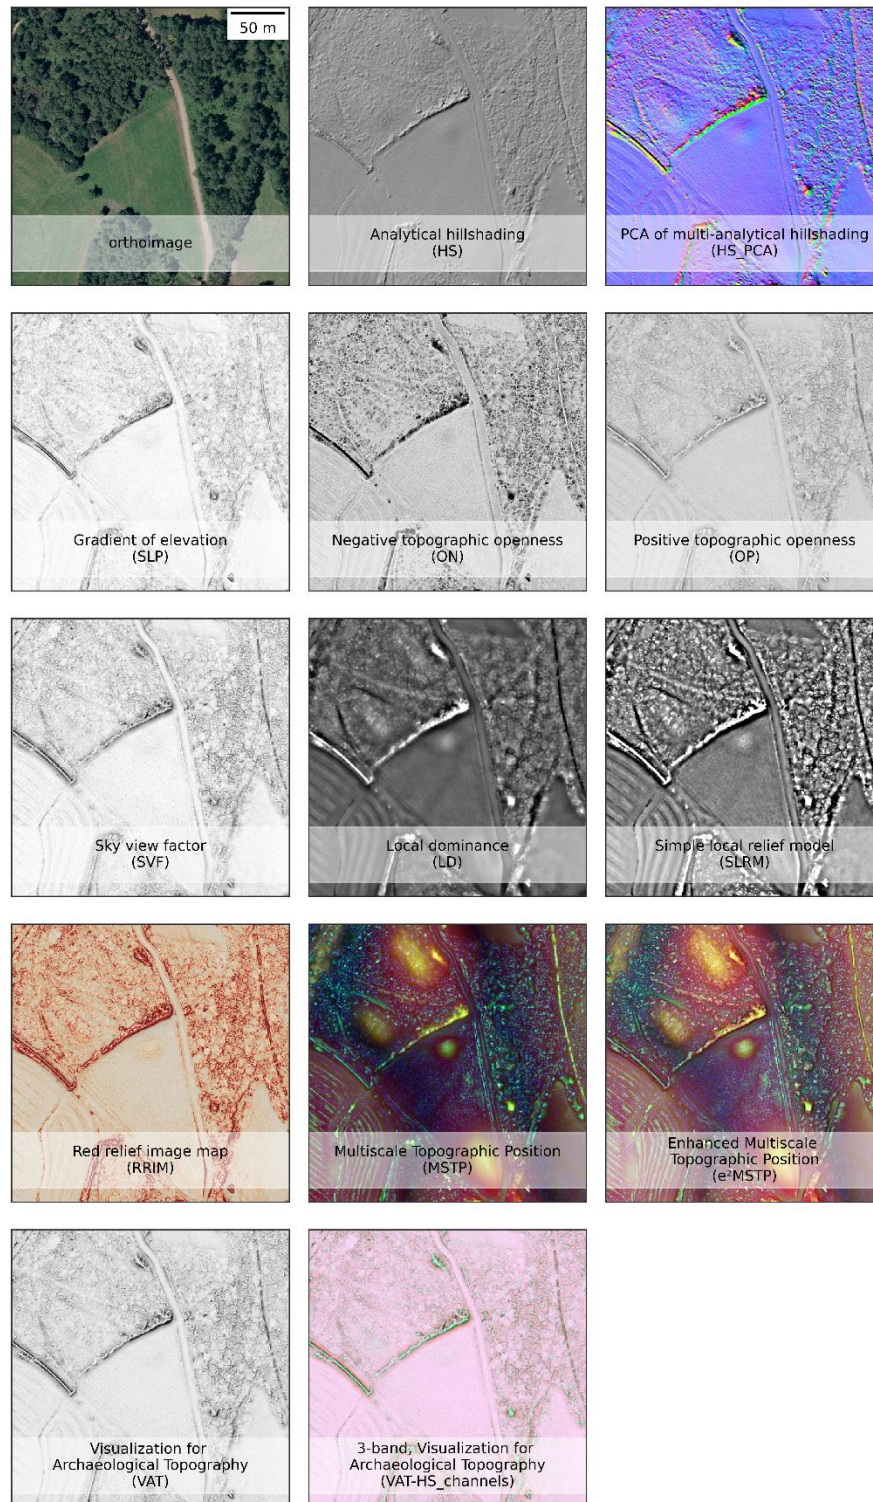 50 m
orthoimage
Analytical hillshading
(HS)
PCA of multi-analytical hillshading
(HS_PCA)
Gradient of elevation
(SLP)
Negative topographic openness
(ON)
Positive topographic openness
(OP)
Sky view factor
(SVF)
Local dominance
(LD)
Simple local relief model
(SLRM)
Red relief image map
(RRIM)
Multiscale Topographic Position
(MSTP)
Enhanced Multiscale
Topographic Position
(e²MSTP)
Visualization for
Archaeological Topography
(VAT)
3-band, Visualization for
Archaeological Topography
(VAT-HS_channels)